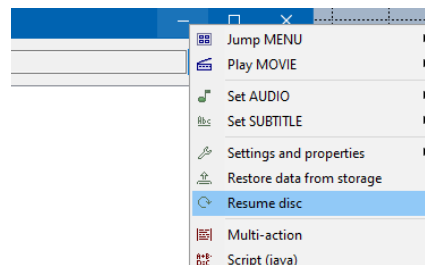 Jump MENU
Play MOVIE
Set AUDIO
Abc Set SUBTITLE
Settings and properties
Restore data from storage
Resume disc
Multi-action
Script (java)